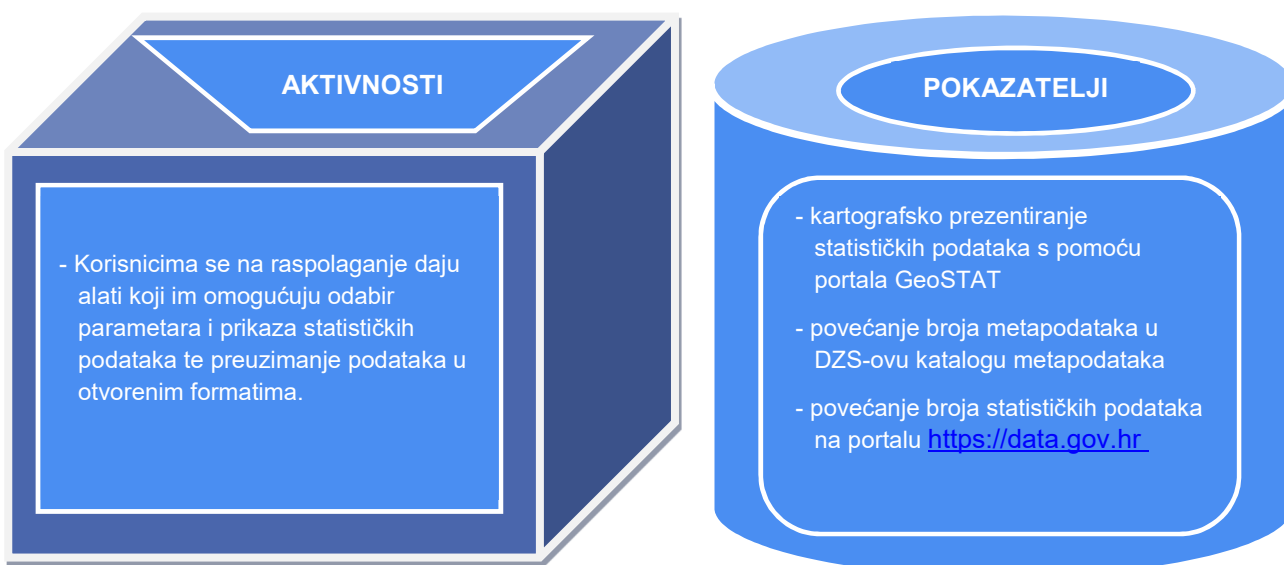 AKTIVNOSTI
- Korisnicima se na raspolaganje daju
alati koji im omogućuju odabir
parametara i prikaza statističkih
podataka te preuzimanje podataka u
otvorenim formatima.
POKAZATELJI
- kartografsko prezentiranje
statističkih podataka s pomoću
portala GeoSTAT
- povećanje broja metapodataka u
DZS-ovu katalogu metapodataka
- povećanje broja statističkih podataka
na portalu https://data.gov.hr